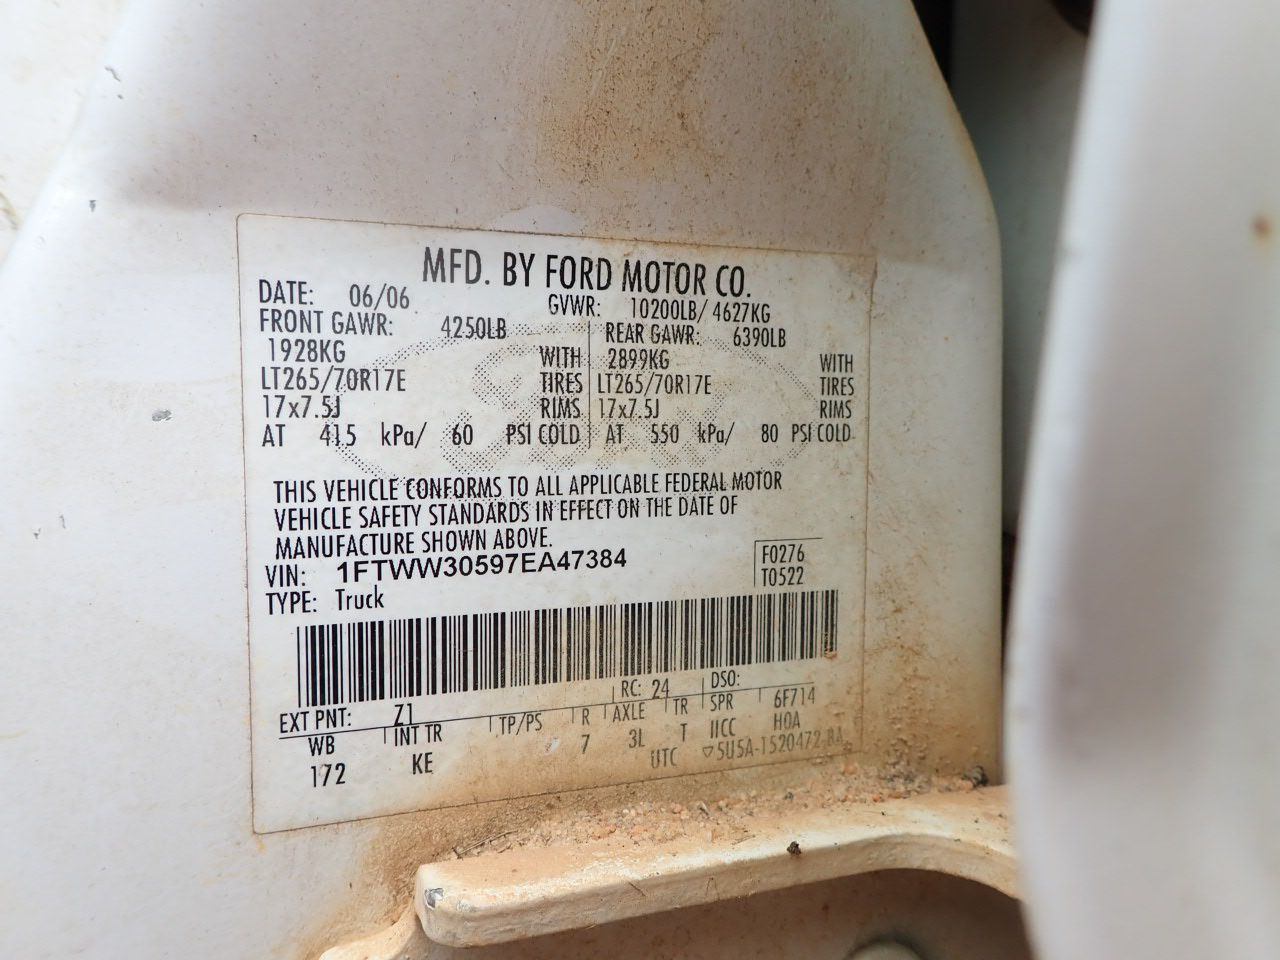 MFD. BY FORD MOTOR CO.
DATE: 06/06 GVWR: 10200LB/ 4627KG
FRONT GAWR: 4250LB REAR GAWR: 6390LB
1928KG WITH 2899KG WITH
LT265/70R17E TIRES LT265/70R17E TIRES
17x7.5J RIMS 17x7.5J RIMS
AT 415 kPa/ 60 PSI COLD AT 550 kPa/ 80 PSI COLD
THIS VEHICLE CONFORMS TO ALL APPLICABLE FEDERAL MOTOR
VEHICLE SAFETY STANDARDS IN EFFECT ON THE DATE OF
MANUFACTURE SHOWN ABOVE.
VIN: 1FTWW30597EA47384 F0276
TYPE: Truck T0522
RC: 24 DSO:
EXT PNT: Z1 6F714
WB INT TR TP/PS R AXLE TR SPR H0A
172 KE 7 3L T IICC
UTC ▽5U5A-1520472-BA